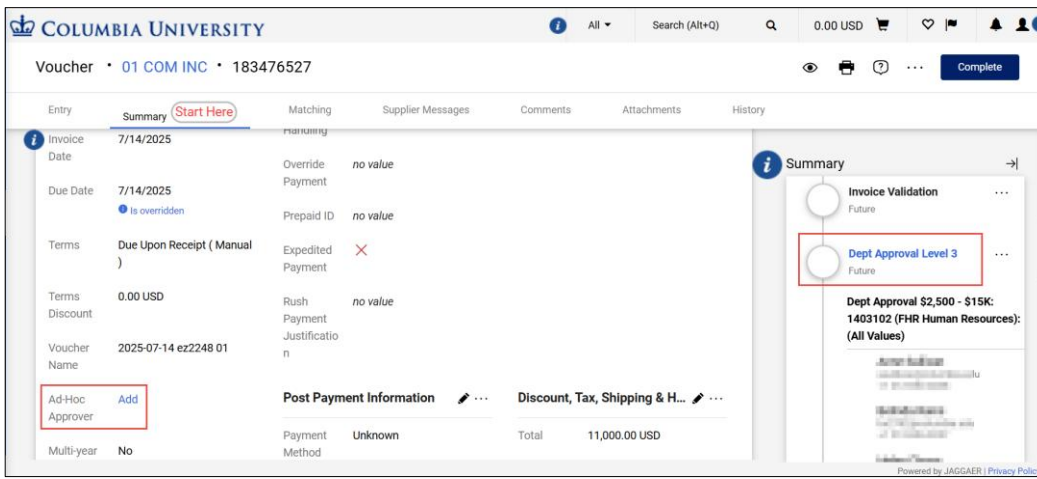 COLUMBIA UNIVERSITY
All
Search (Alt+Q)
0.00 USD
Voucher • 01 COM INC • 183476527
Complete
Entry
Summary
Start Here
Matching
Supplier Messages
Comments
Attachments
History
Invoice
Date
7/14/2025
Due Date
7/14/2025
Is overridden
Terms
Due Upon Receipt ( Manual
)
Terms
Discount
0.00 USD
Voucher
Name
2025-07-14 ez2248 01
Ad-Hoc
Approver
Add
Multi-year
No
Handling
Override
Payment
no value
Prepaid ID
no value
Expedited
Payment
Rush
Payment
Justificatio
n
no value
Post Payment Information
...
Payment
Method
Unknown
Discount, Tax, Shipping & H...
...
Total
11,000.00 USD
Summary
Invoice Validation
...
Future
Dept Approval Level 3
...
Future
Dept Approval $2,500 - $15K:
1403102 (FHR Human Resources):
(All Values)
Powered by JAGGAER | Privacy Polic